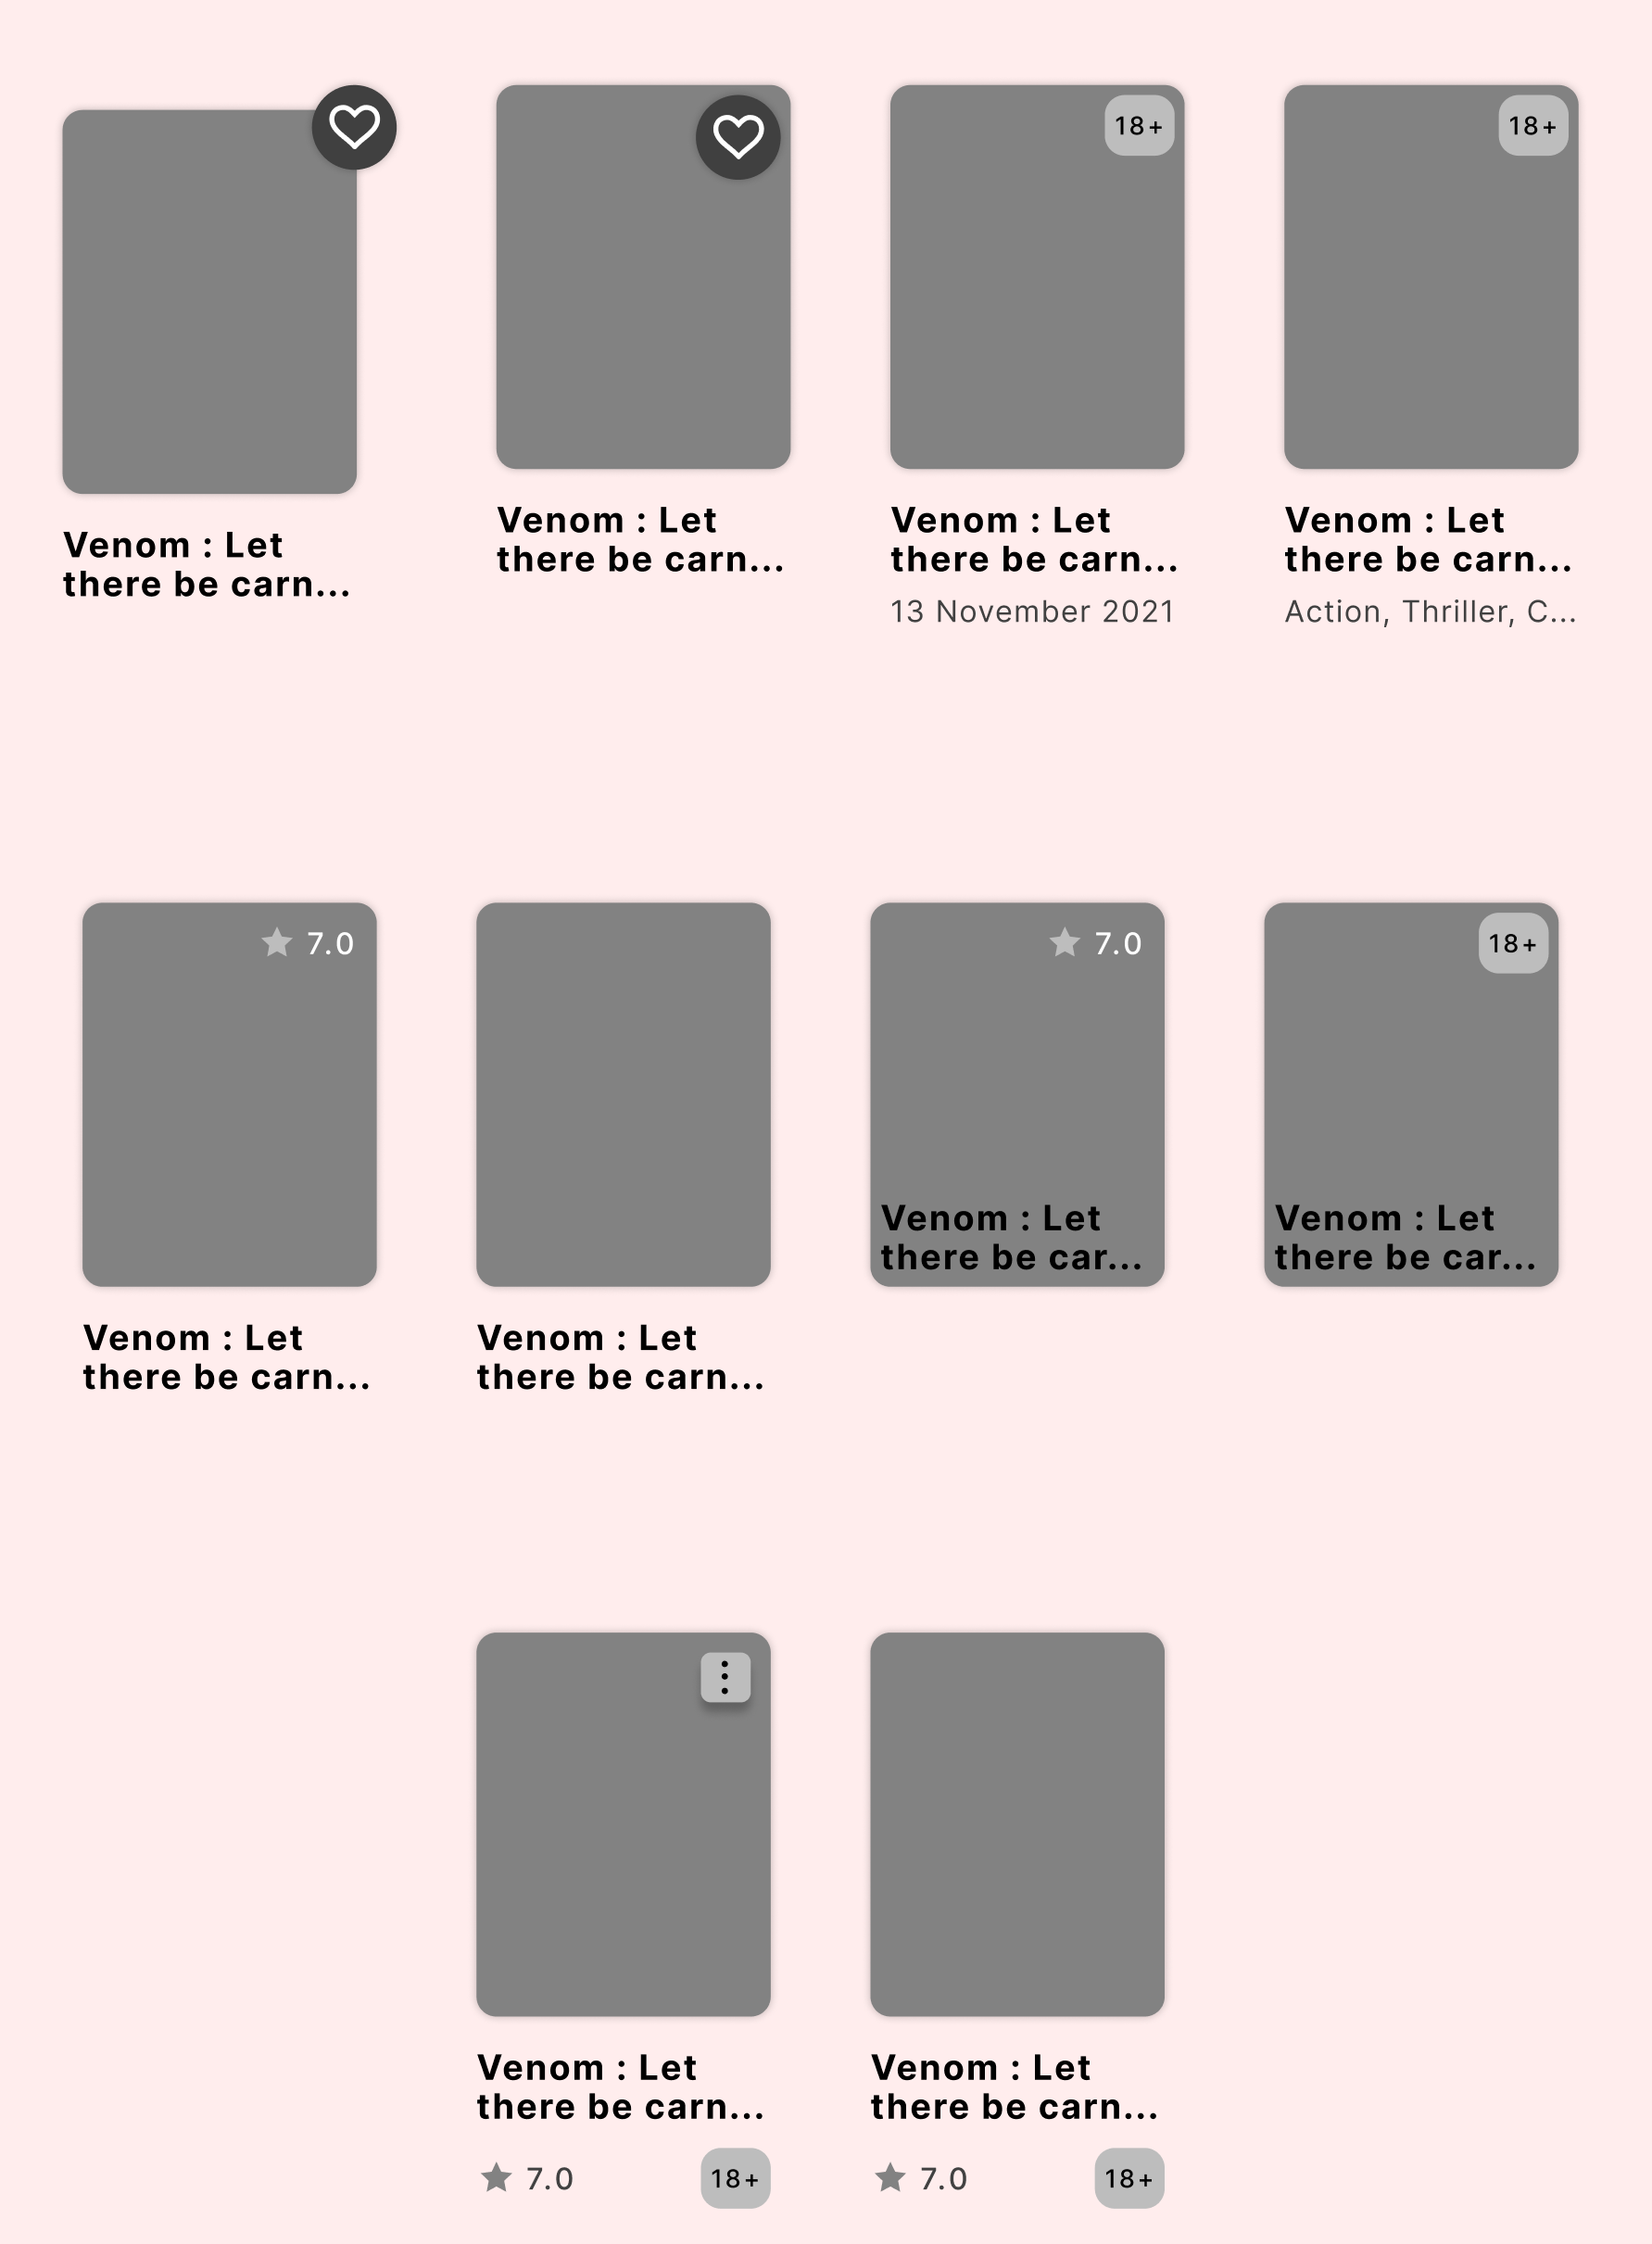 18+
18+
Venom : Let
there be carn...
Venom : Let
there be carn...
Venom : Let
there be carn...
13 November 2021
Venom : Let
there be carn...
Action, Thriller, C...
7.0
7.0
18+
Venom : Let
there be car...
Venom : Let
there be car...
Venom : Let
there be carn...
Venom : Let
there be carn...
Venom : Let
there be carn...
7.0
18+
Venom : Let
there be carn...
7.0
18+